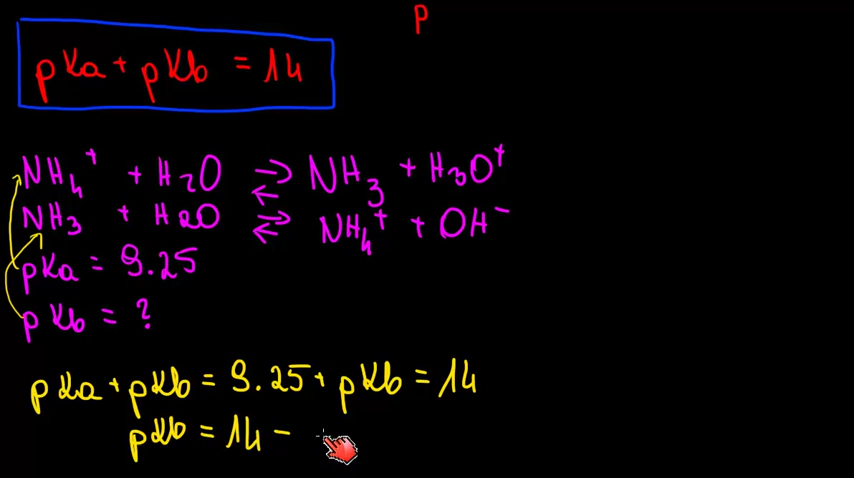 p
pKa + pKb = 14
NH₄⁺ + H₂O ⇌ NH₃ + H₃O⁺
NH₃ + H₂O ⇌ NH₄⁺ + OH⁻
pKa = 9.25
pKb = ?
pKa + pKb = 9.25 + pKb = 14
pKb = 14 -